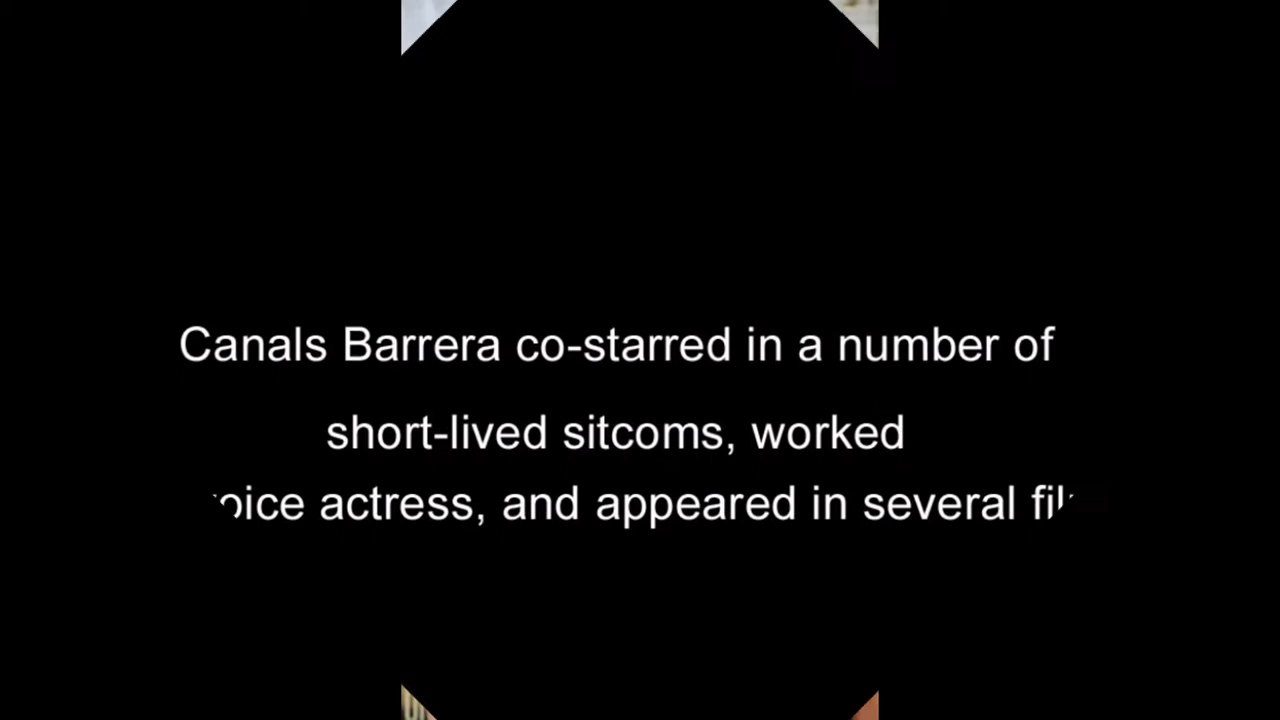 Canals Barrera co-starred in a number of
short-lived sitcoms, worked
actress, and appeared in several